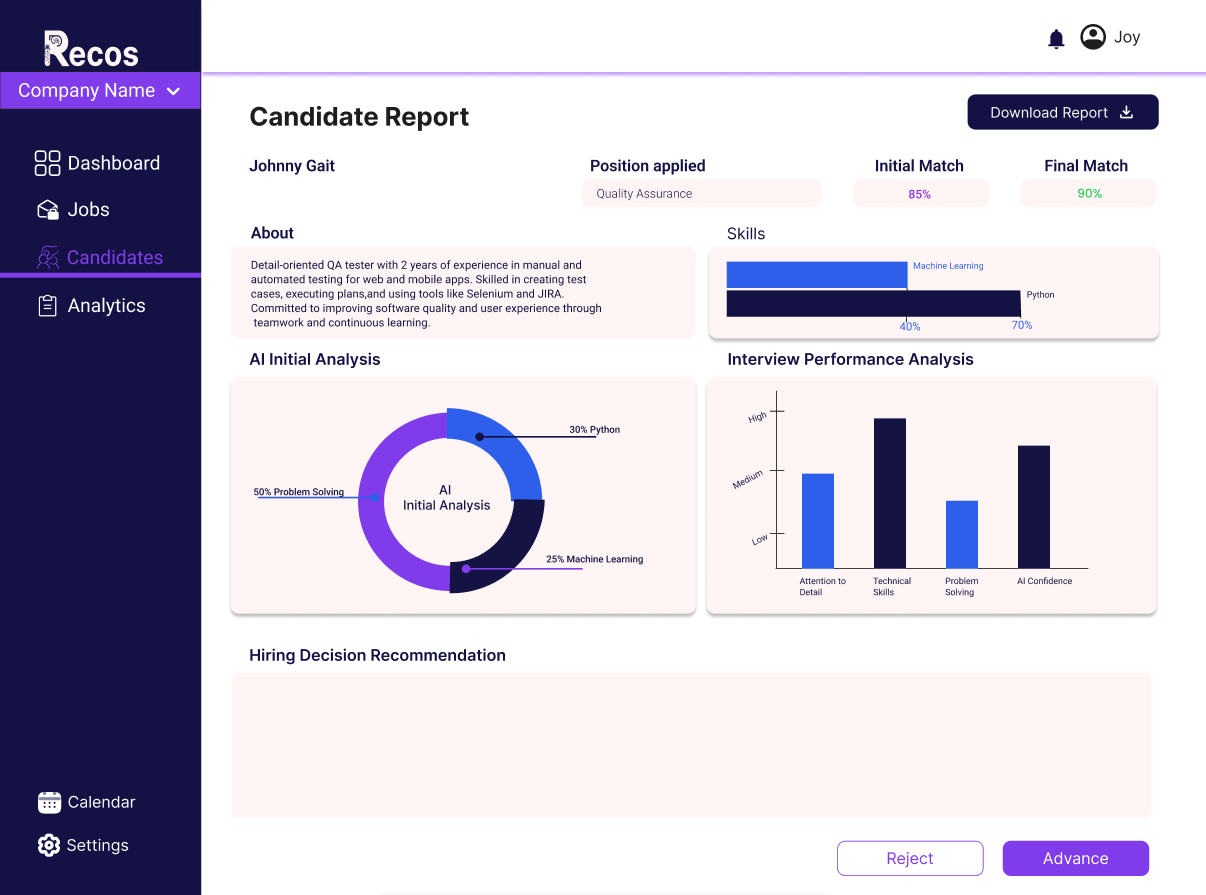 Recos
Company Name
Dashboard
Jobs
Candidates
Analytics
Calendar
Settings
Joy
Candidate Report
Download Report
Johnny Gait
Position applied
Initial Match
Final Match
Quality Assurance
85%
90%
About
Detail-oriented QA tester with 2 years of experience in manual and
automated testing for web and mobile apps. Skilled in creating test
cases, executing plans,and using tools like Selenium and JIRA.
Committed to improving software quality and user experience through
teamwork and continuous learning.
Skills
Machine Learning
Python
40%
70%
AI Initial Analysis
30% Python
50% Problem Solving
AI
Initial Analysis
25% Machine Learning
Interview Performance Analysis
High
Medium
Low
Attention to
Detail
Technical
Skills
Problem
Solving
AI Confidence
Hiring Decision Recommendation
Reject
Advance